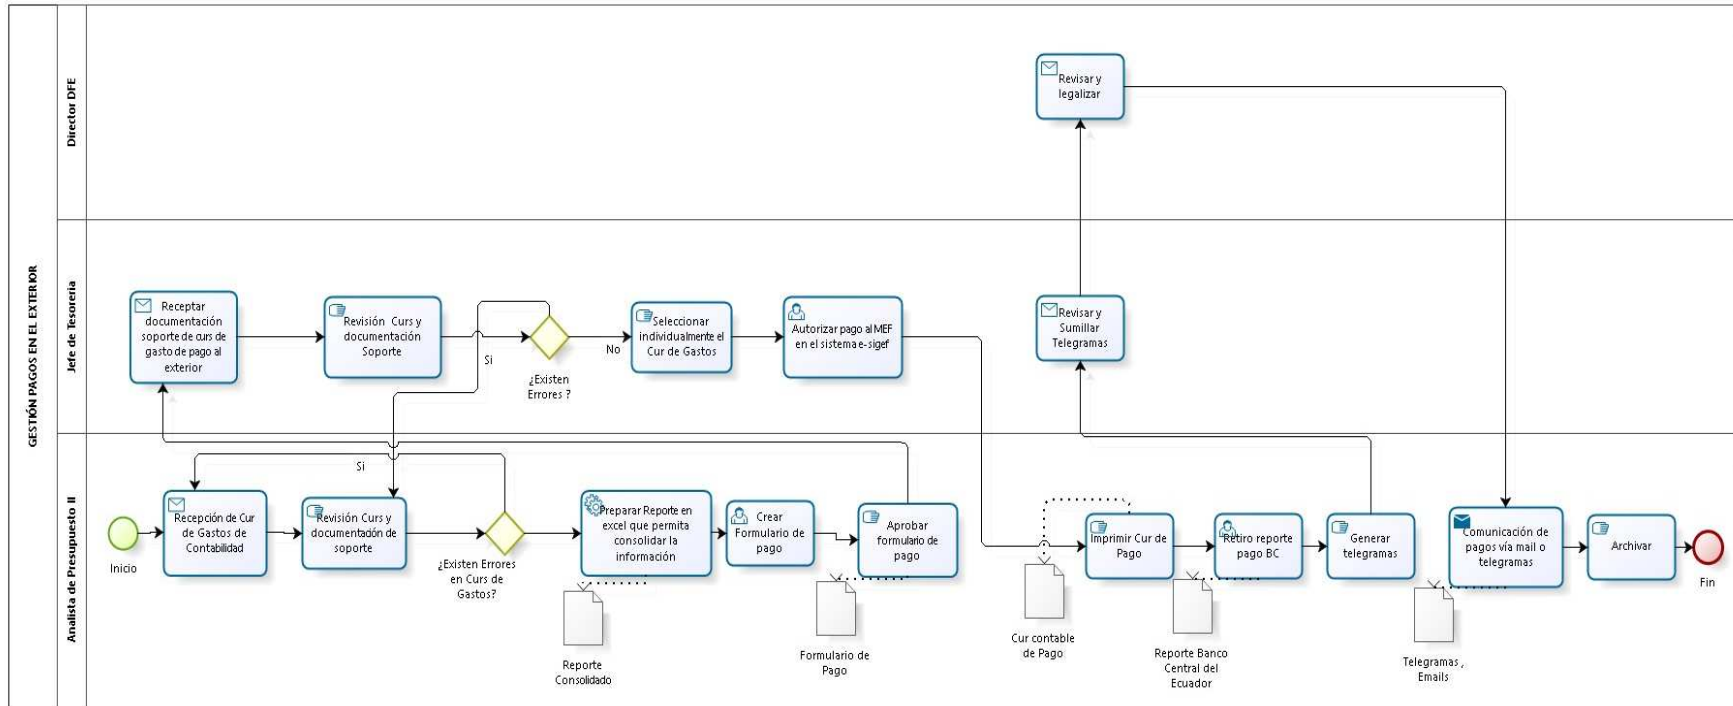 GESTIÓN PAGOS EN EL EXTERIOR
Director DFE
Revisar y
legalizar
Jefe de Tesoreria
Receptar
documentación
soporte de curs de
gasto de pago al
exterior
Revisión Curs y
documentación
Soporte
Si
¿Existen
Errores ?
No
Seleccionar
individualmente el
Cur de Gastos
Autorizar pago al MEF
en el sistema e-sigef
Revisar y
Sumillar
Telegramas
Analista de Presupuesto II
Inicio
Si
Recepción de Cur
de Gastos de
Contabilidad
Revisión Curs y
documentación de
soporte
¿Existen Errores
en Curs de
Gastos?
Preparar Reporte en
excel que permita
consolidar la
información
Reporte
Consolidado
Crear
Formulario de
pago
Aprobar
formulario de
pago
Formulario de
Pago
Imprimir Cur de
Pago
Cur contable
de Pago
Retiro reporte
pago BC
Reporte Banco
Central del
Ecuador
Generar
telegramas
Comunicación de
pagos vía mail o
telegramas
Telegramas ,
Emails
Archivar
Fin